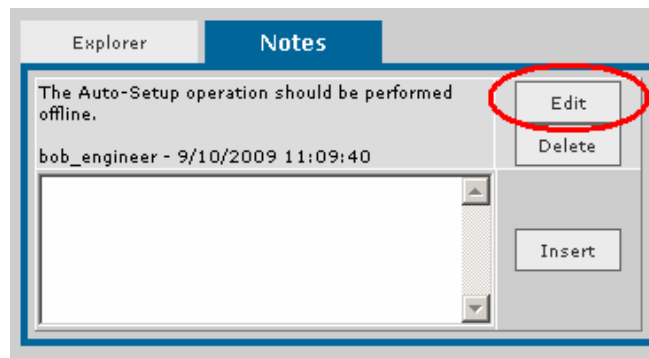 Explorer
Notes
The Auto-Setup operation should be performed
offline.
Edit
bob_engineer - 9/10/2009 11:09:40
Delete
Insert